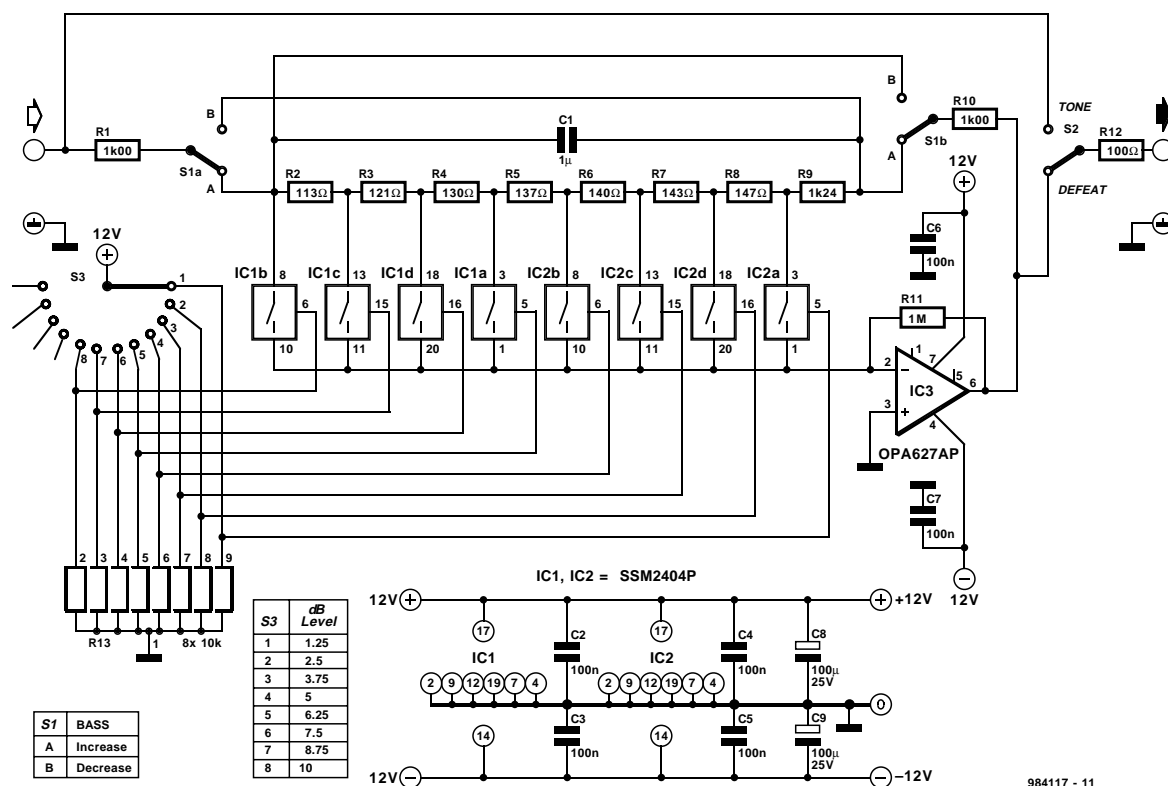 R1
1k00
S1a
B
A
C1
1µ
B
A
S1b
R10
1k00
TONE
S2
DEFEAT
R12
100Ω
R2
113Ω
R3
121Ω
R4
130Ω
R5
137Ω
R6
140Ω
R7
143Ω
R8
147Ω
R9
1k24
12V
S3
1
2
3
4
5
6
7
8
IC1b
8
6
10
IC1c
13
15
11
IC1d
18
16
20
IC1a
3
5
1
IC2b
8
6
10
IC2c
13
15
11
IC2d
18
16
20
IC2a
3
5
1
12V
C6
100n
R11
1M
2
3
1
7
5
6
4
IC3
OPA627AP
C7
100n
12V
2
3
4
5
6
7
8
9
R13
1
8x 10k
S3 dB Level
1 1.25
2 2.5
3 3.75
4 5
5 6.25
6 7.5
7 8.75
8 10
S1 BASS
A Increase
B Decrease
IC1, IC2 = SSM2404P
12V
+12V
17
C2
100n
17
C4
100n
C8
100µ
25V
IC1
2 9 12 19 7 4
IC2
2 9 12 19 7 4
0
14
C3
100n
14
C5
100n
C9
100µ
25V
12V
–12V
984117 - 11